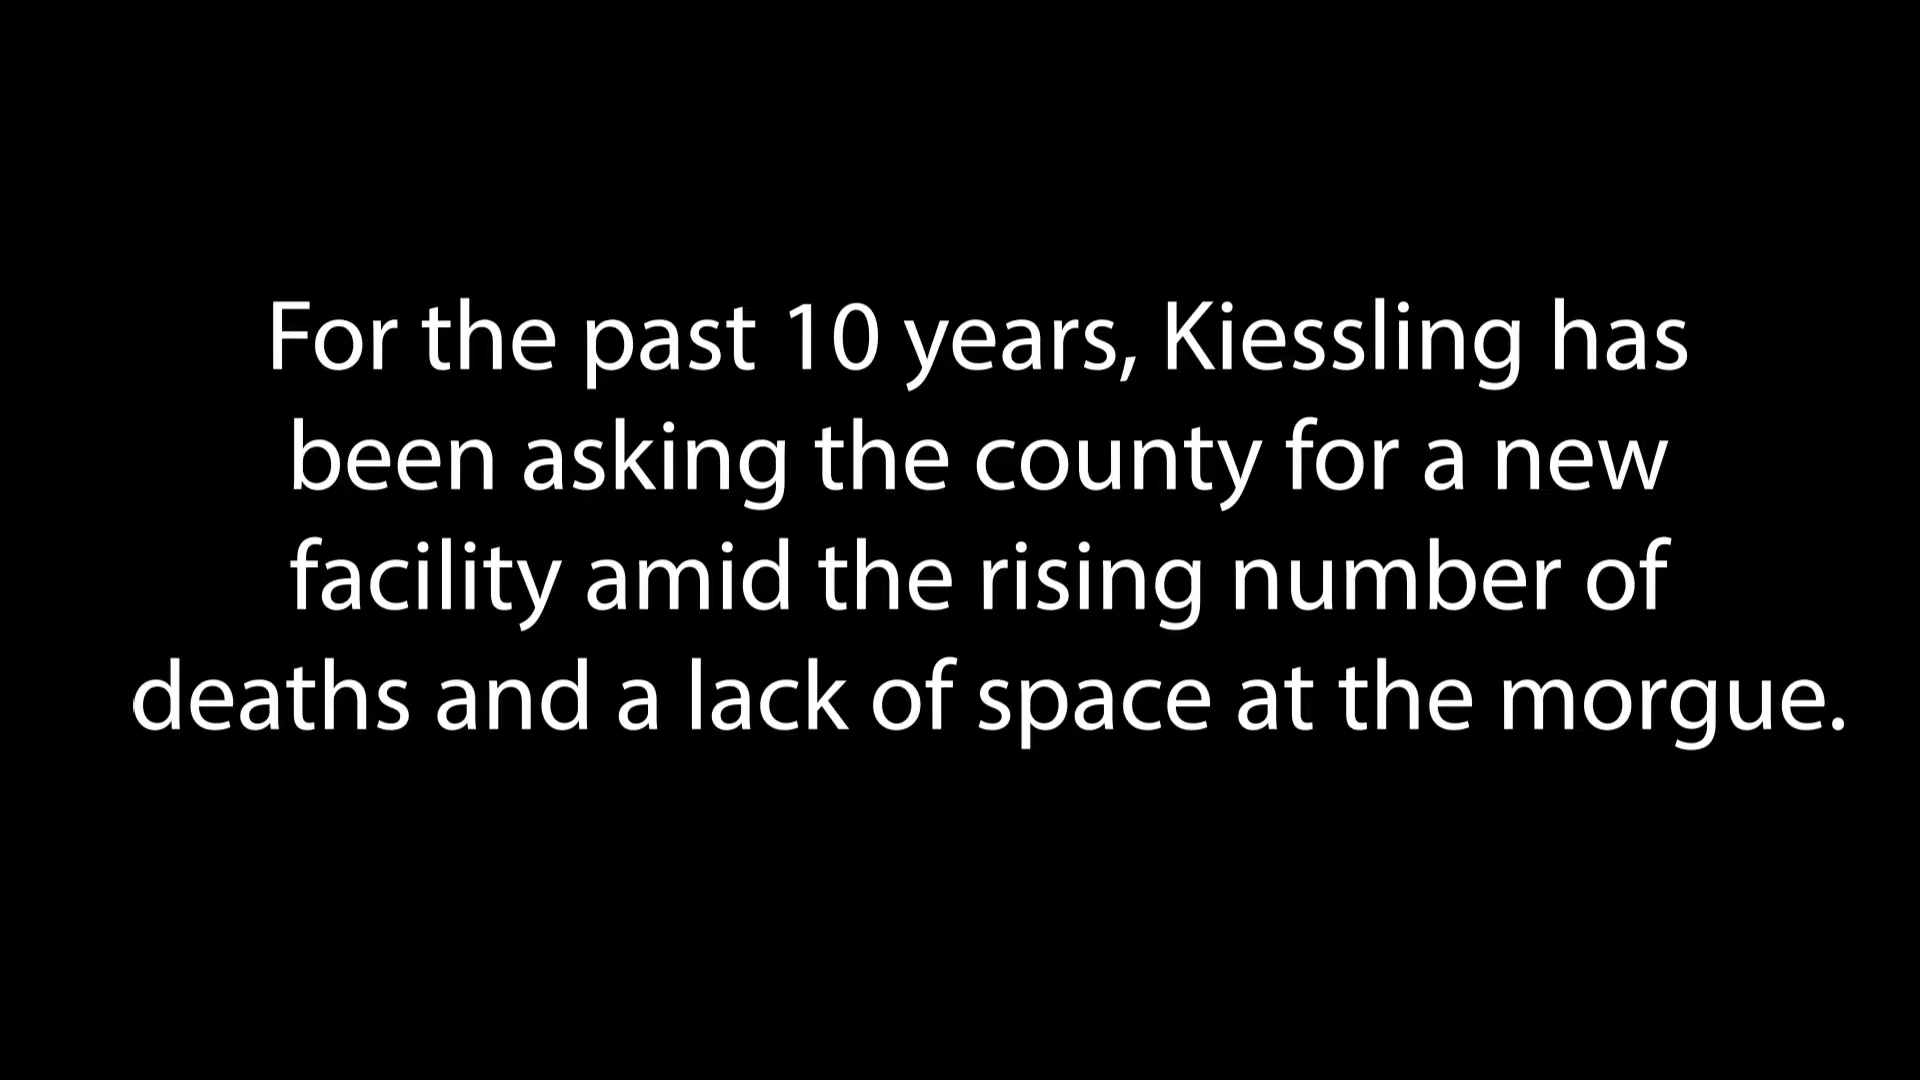 For the past 10 years, Kiessling has
been asking the county for a new
facility amid the rising number of
deaths and a lack of space at the morgue.